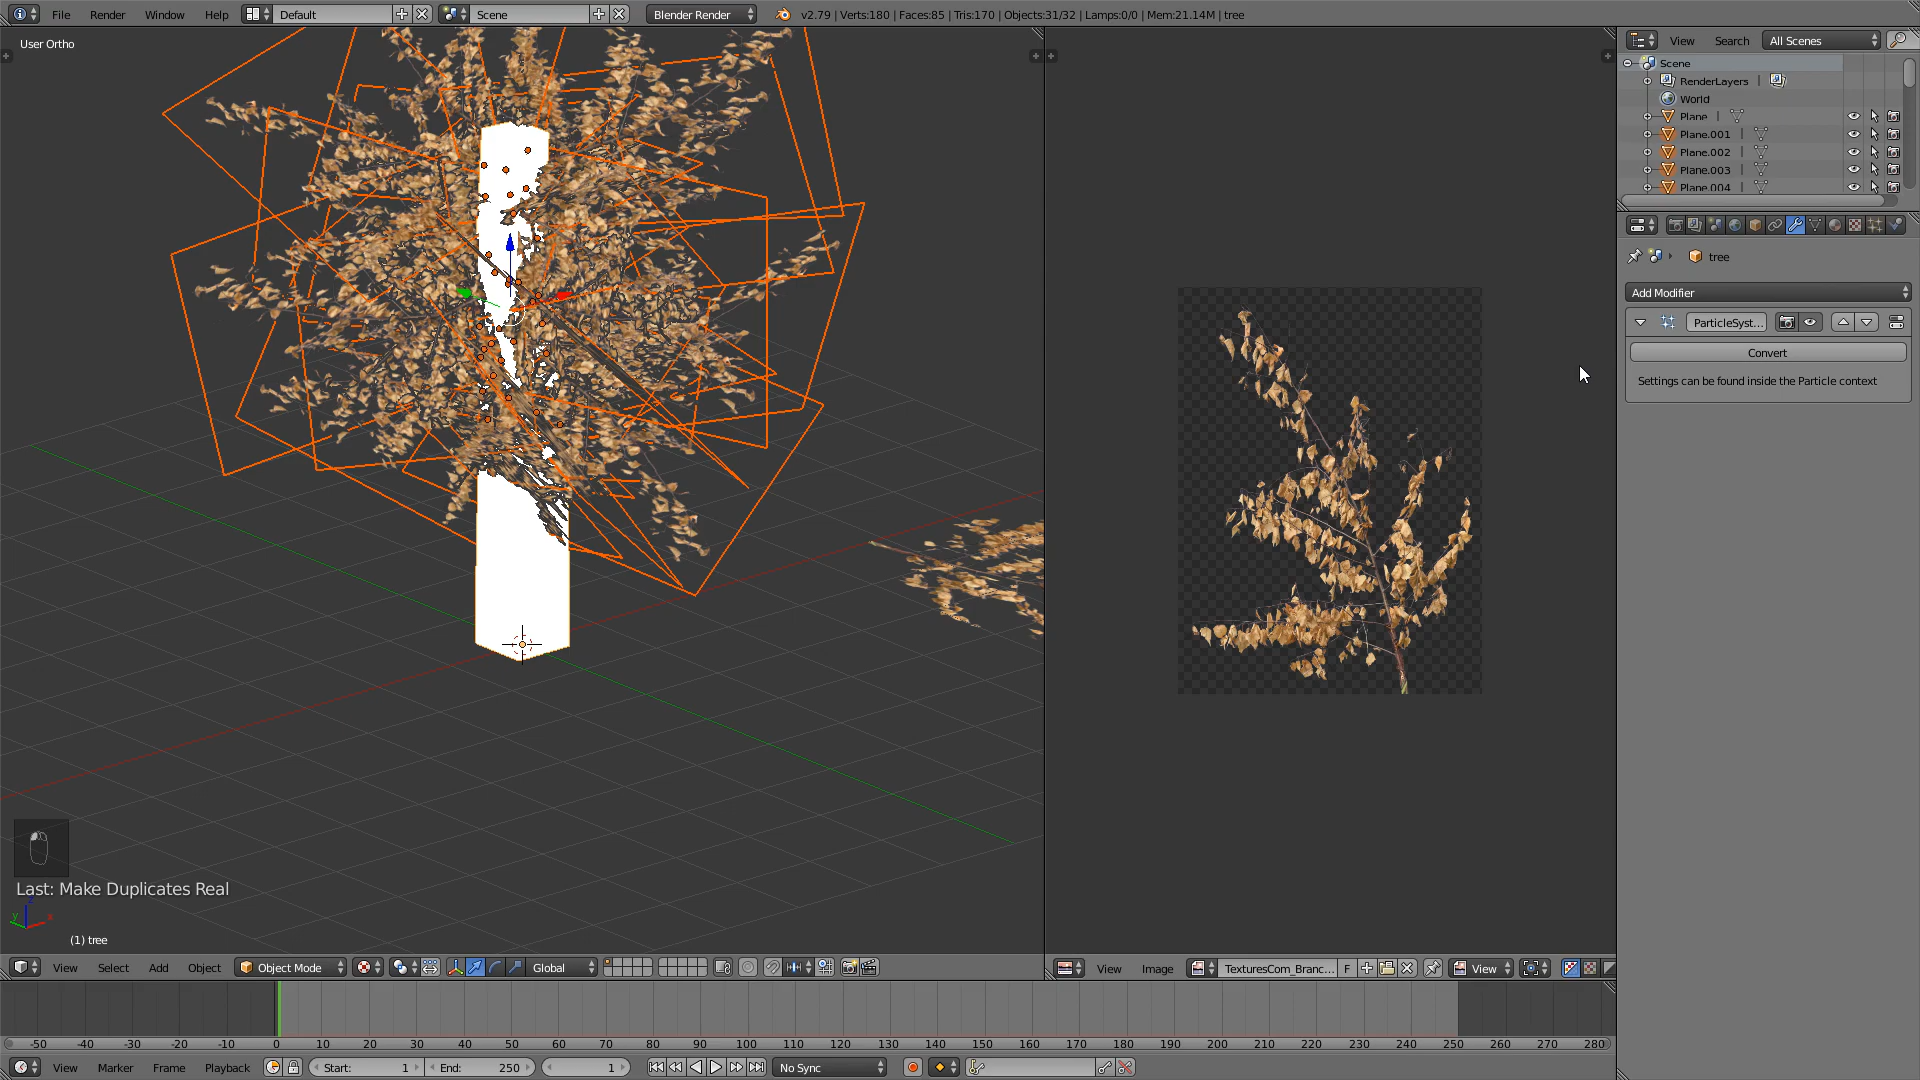 File Render Window Help Default Scene Blender Render v2.79 | Verts:180 | Faces:85 | Tris:170 | Objects:31/32 | Lamps:0/0 | Mem:21.14M | tree
User Ortho
View Search All Scenes
Scene
RenderLayers |
World
Plane |
Plane.001 |
Plane.002 |
Plane.003 |
Plane.004 |
tree
Add Modifier
ParticleSyst...
Convert
Settings can be found inside the Particle context
Last: Make Duplicates Real
z
y x
(1) tree
View Select Add Object Object Mode Global
View Image TexturesCom_Branc... F View
-50 -40 -30 -20 -10 0 10 20 30 40 50 60 70 80 90 100 110 120 130 140 150 160 170 180 190 200 210 220 230 240 250 260 270 280
View Marker Frame Playback Start: 1 End: 250 1 No Sync